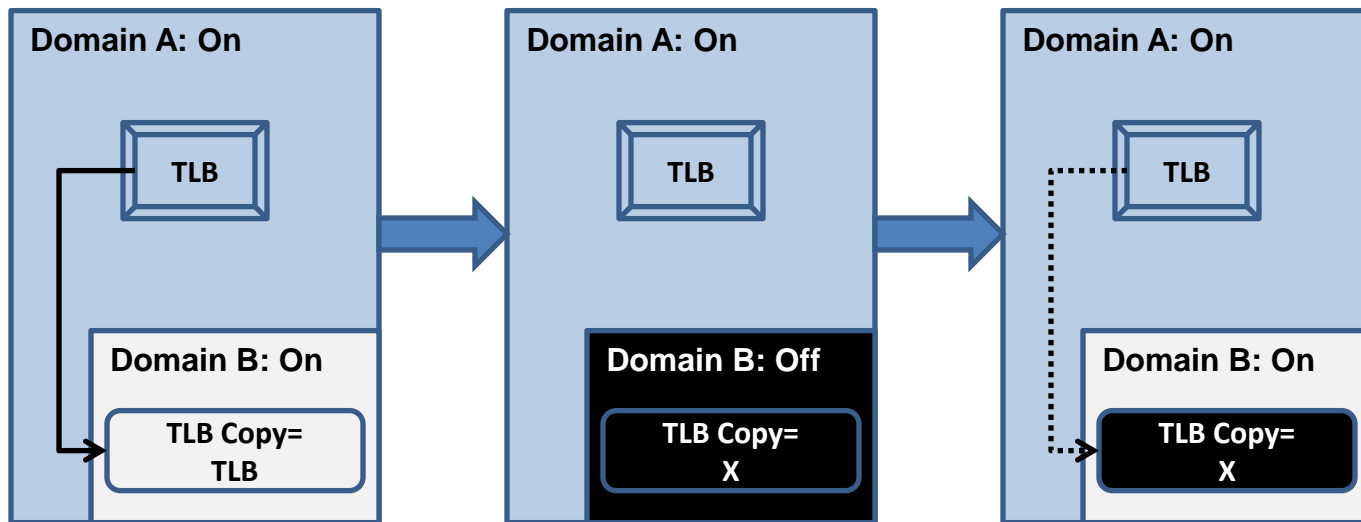 Domain A: On
TLB
Domain B: On
TLB Copy=
TLB
Domain A: On
TLB
Domain B: Off
TLB Copy=
X
Domain A: On
TLB
Domain B: On
TLB Copy=
X